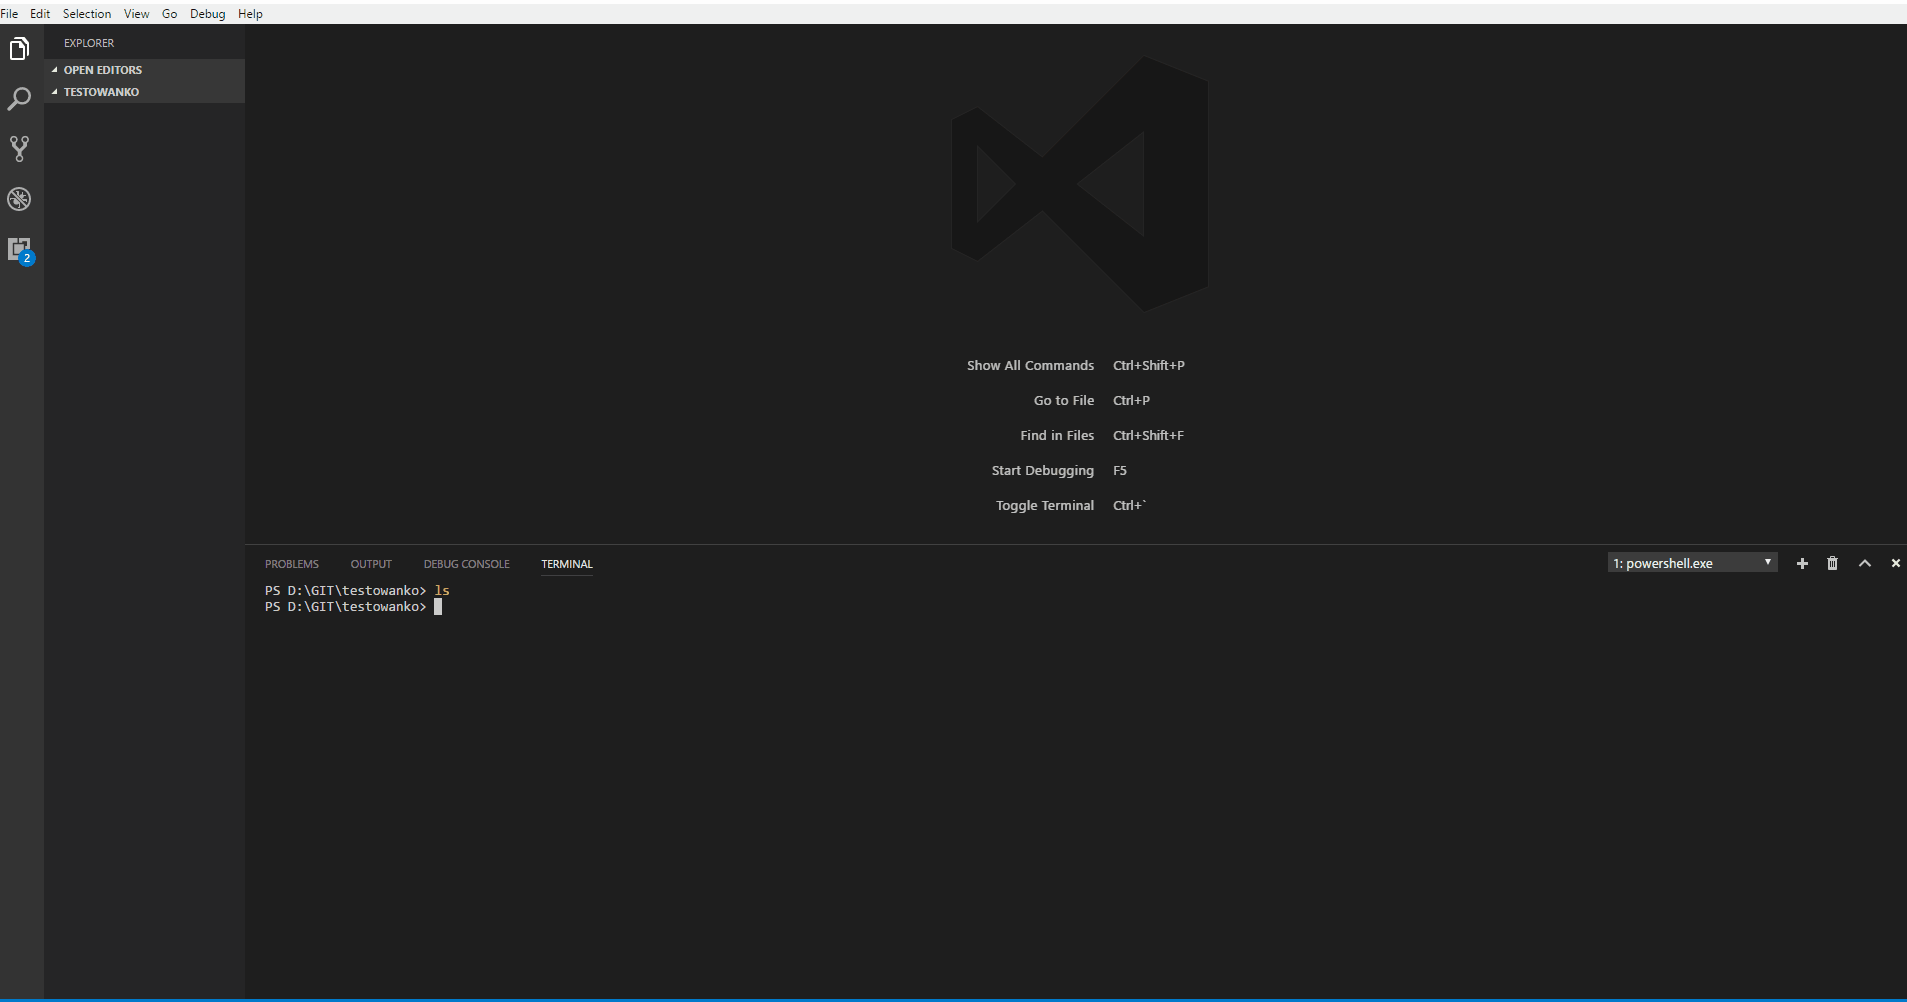 File Edit Selection View Go Debug Help
EXPLORER
OPEN EDITORS
TESTOWANKO
2
Show All Commands Ctrl+Shift+P
Go to File Ctrl+P
Find in Files Ctrl+Shift+F
Start Debugging F5
Toggle Terminal Ctrl+`
PROBLEMS OUTPUT DEBUG CONSOLE TERMINAL 1: powershell.exe
PS D:\GIT\testowanko> ls
PS D:\GIT\testowanko>